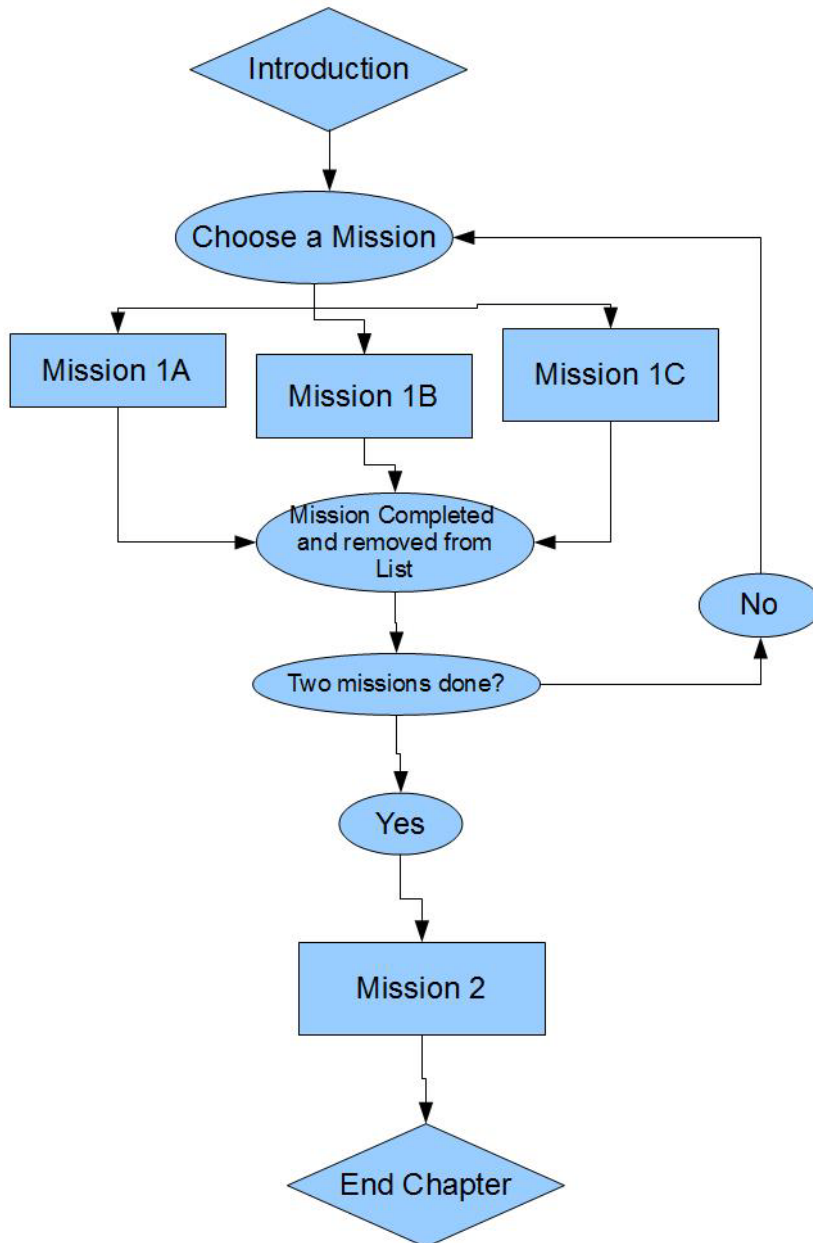 Introduction
Choose a Mission
Mission 1A
Mission 1B
Mission 1C
Mission Completed
and removed from
List
No
Two missions done?
Yes
Mission 2
End Chapter